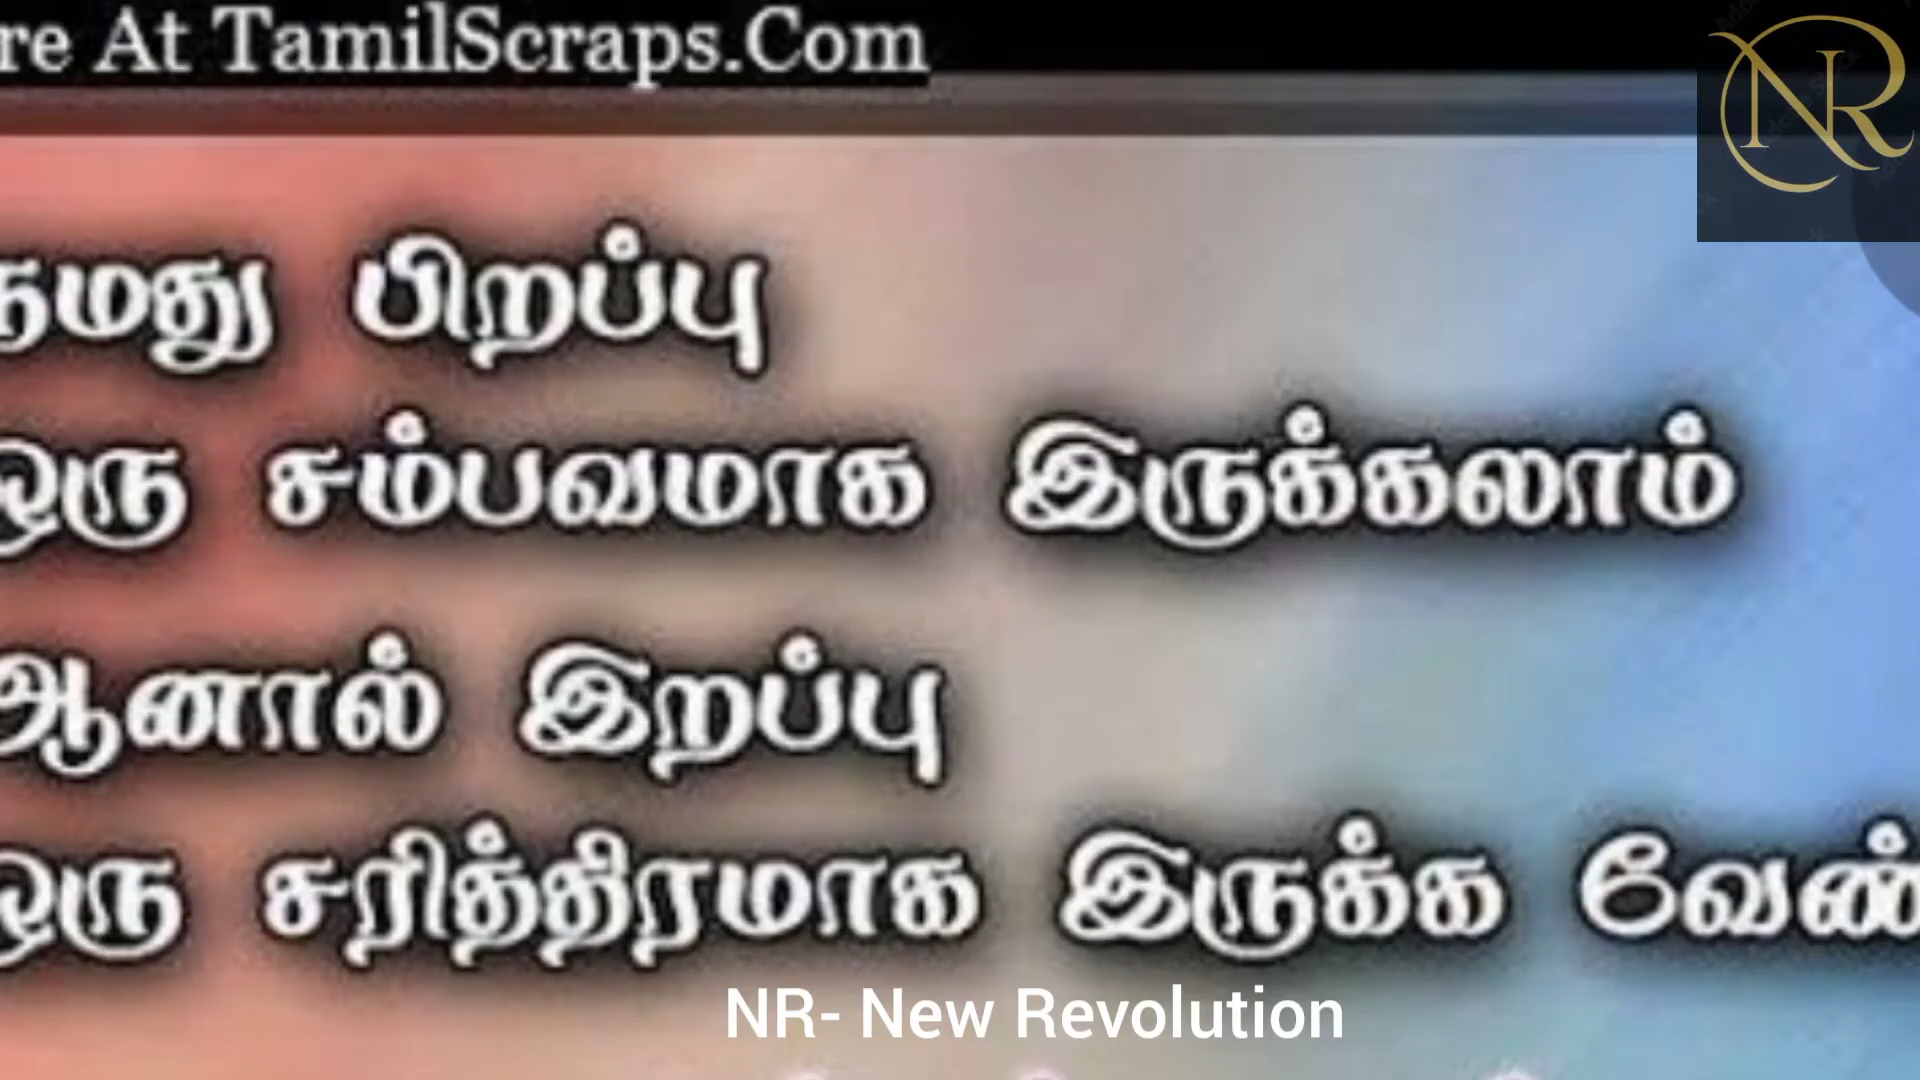 re At TamilScraps.Com
NR
நமது பிறப்பு
ஒரு சம்பவமாக இருக்கலாம்
ஆனால் இறப்பு
ஒரு சரித்திரமாக இருக்க வேண்
NR- New Revolution